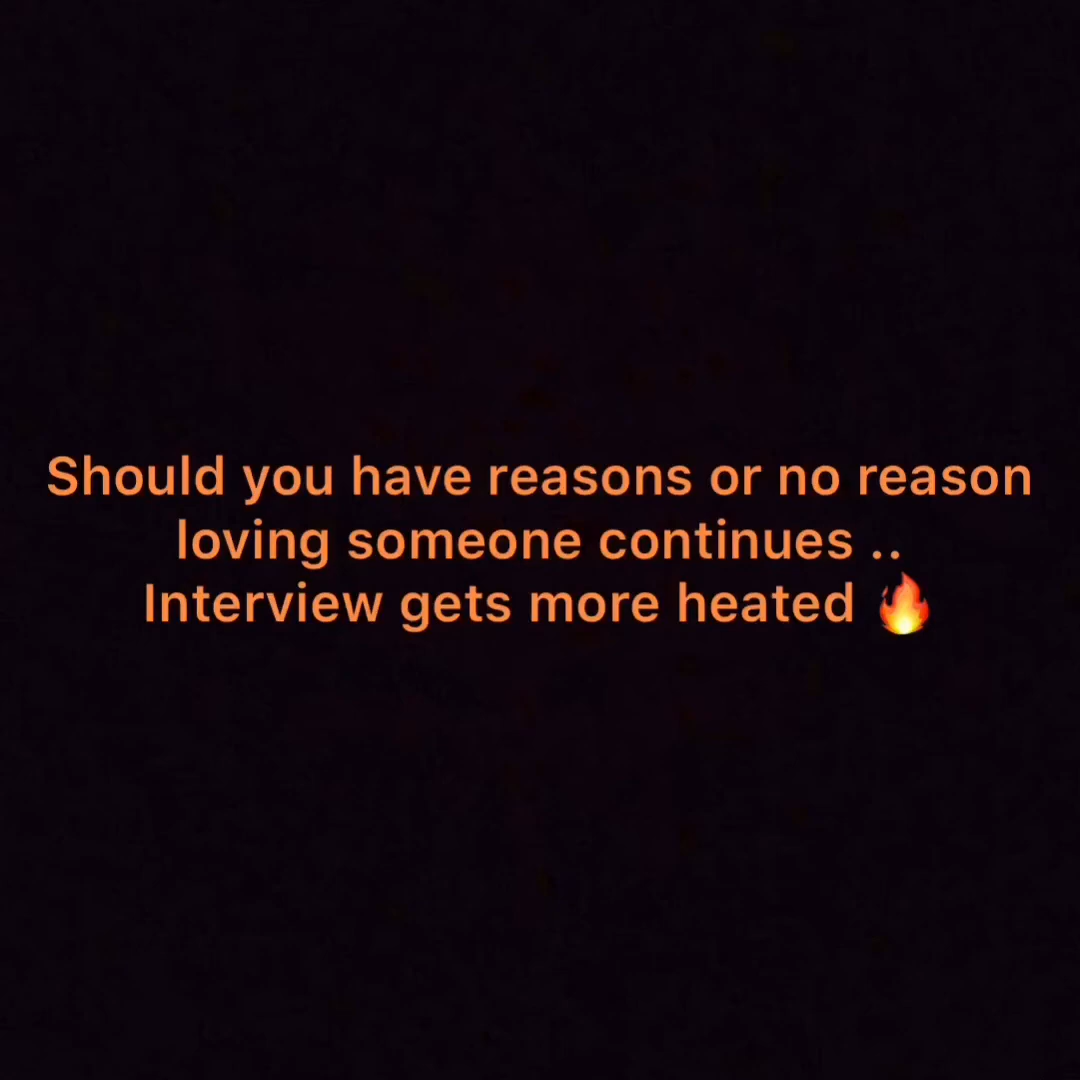 Should you have reasons or no reason
loving someone continues ..
Interview gets more heated 🔥